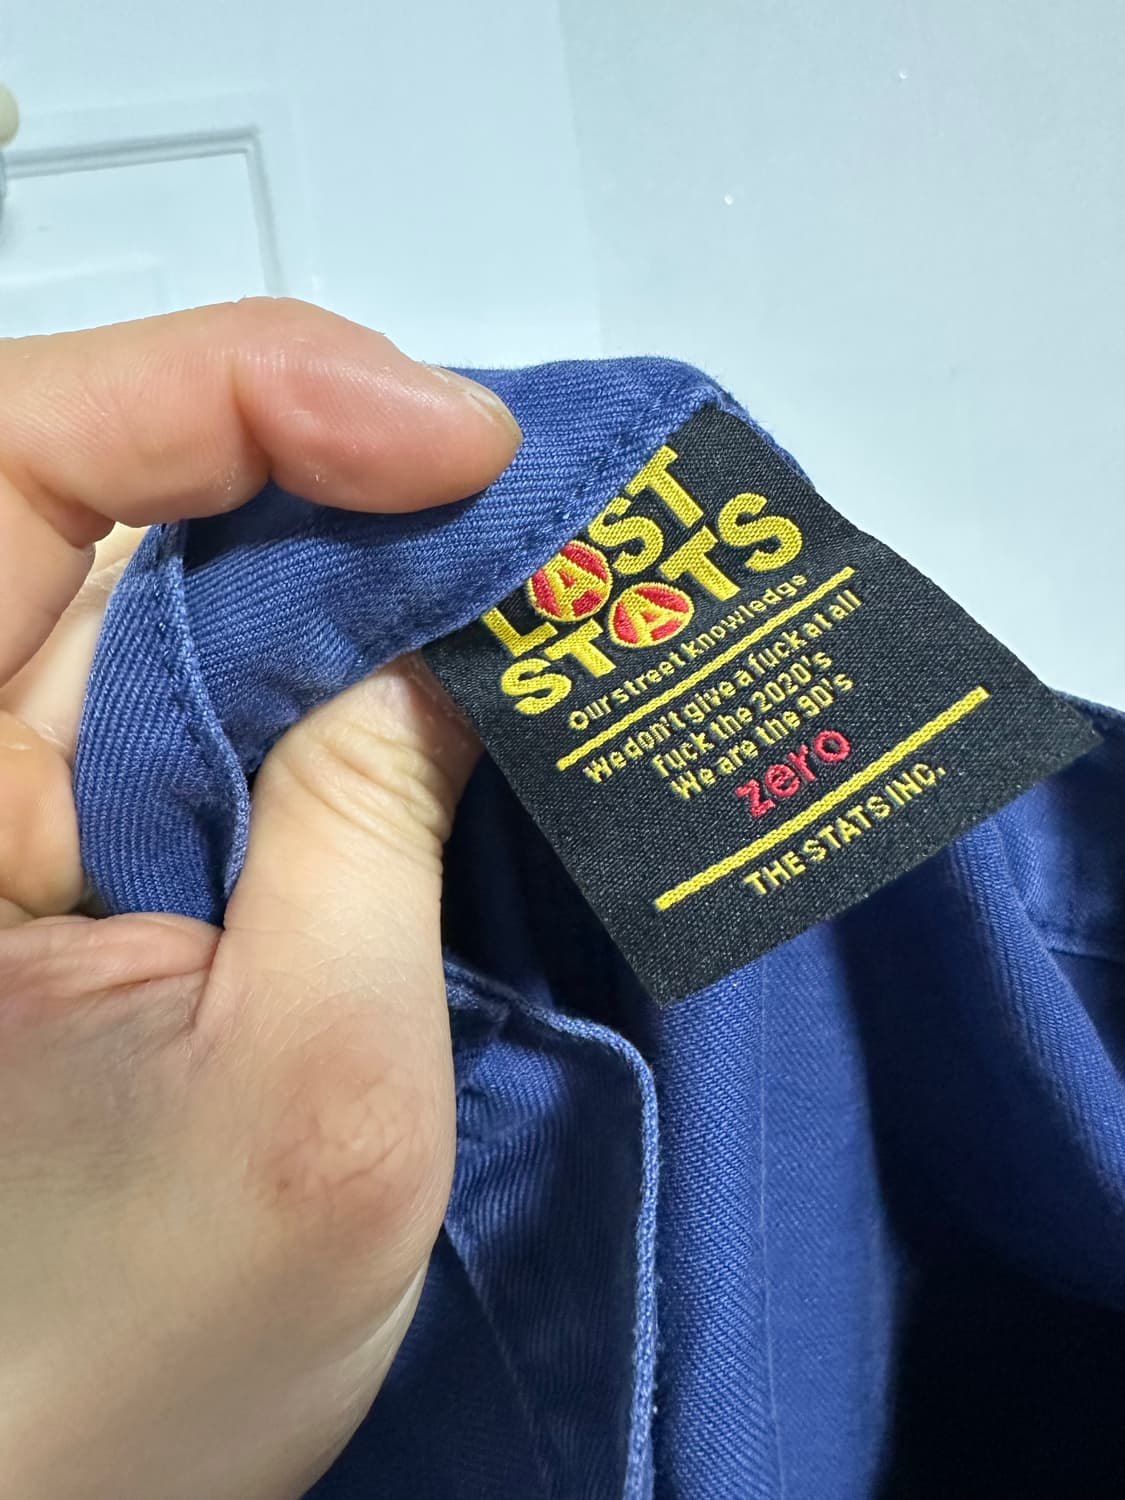 LAST
STATS
Our street knowledge
We don't give a fuck at all
Fuck the 2020's
We are the 90's
zero
THE STATS INC.